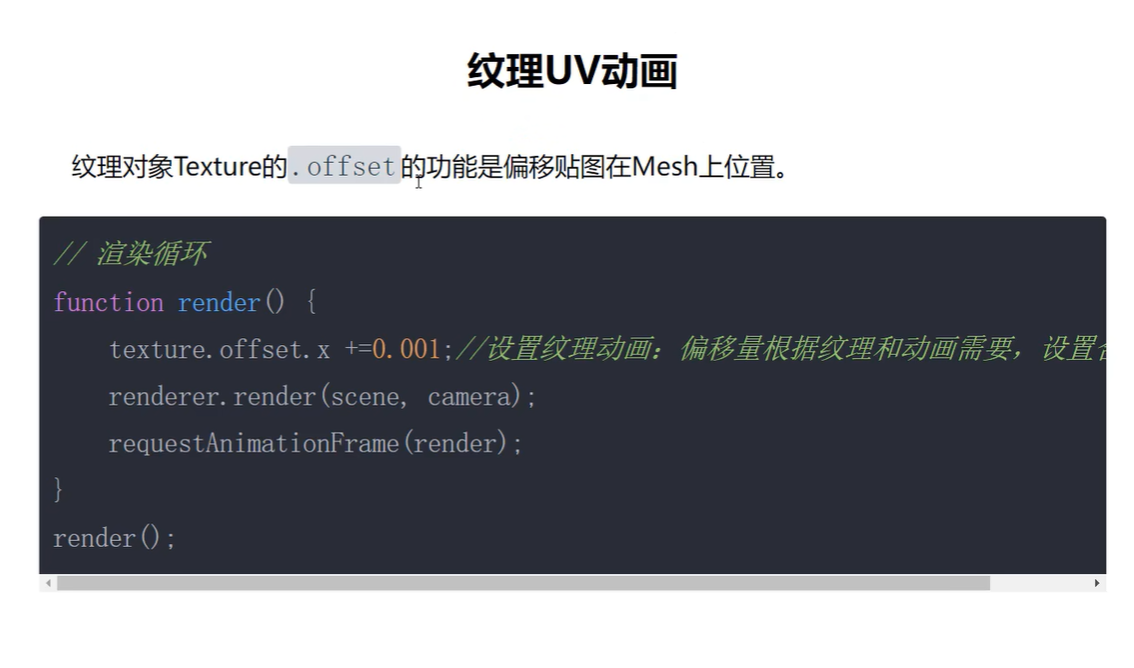 纹理UV动画
纹理对象Texture的.offset的功能是偏移贴图在Mesh上位置。
// 渲染循环
function render() {
    texture.offset.x +=0.001;//设置纹理动画：偏移量根据纹理和动画需要，设置
    renderer.render(scene, camera);
    requestAnimationFrame(render);
}
render();